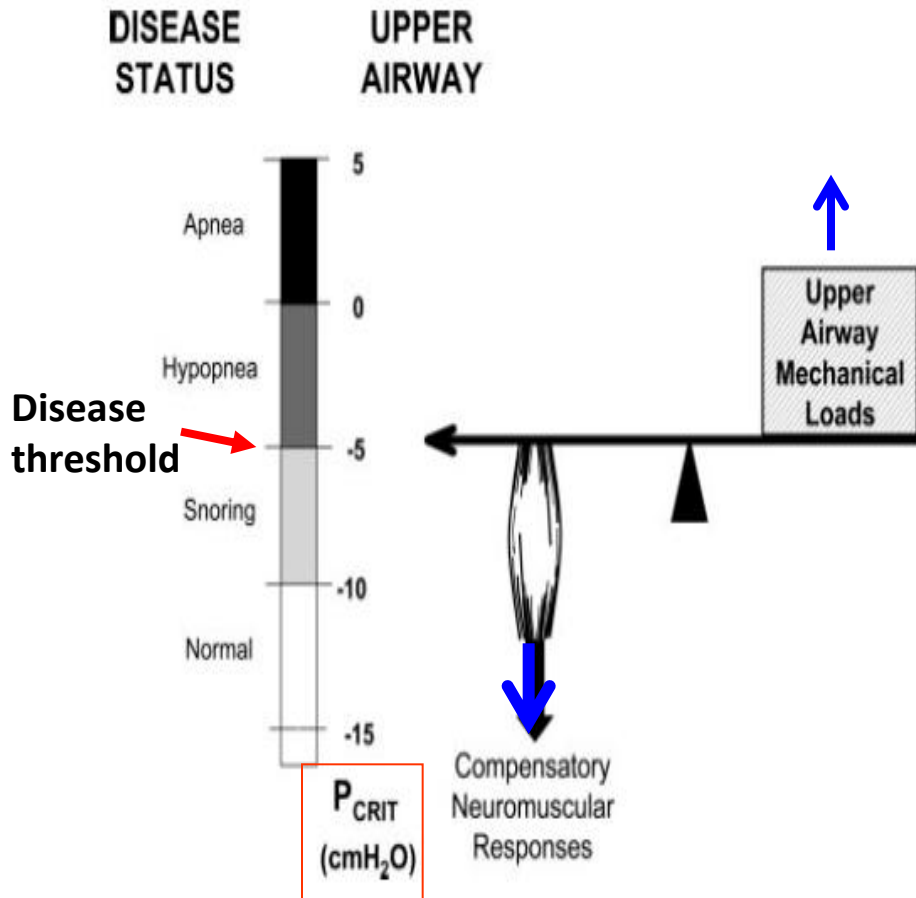 DISEASE
STATUS
UPPER
AIRWAY
5
Apnea
0
Hypopnea
Disease
threshold
-5
Snoring
-10
Normal
-15
P_CRIT
(cmH₂O)
Upper
Airway
Mechanical
Loads
Compensatory
Neuromuscular
Responses